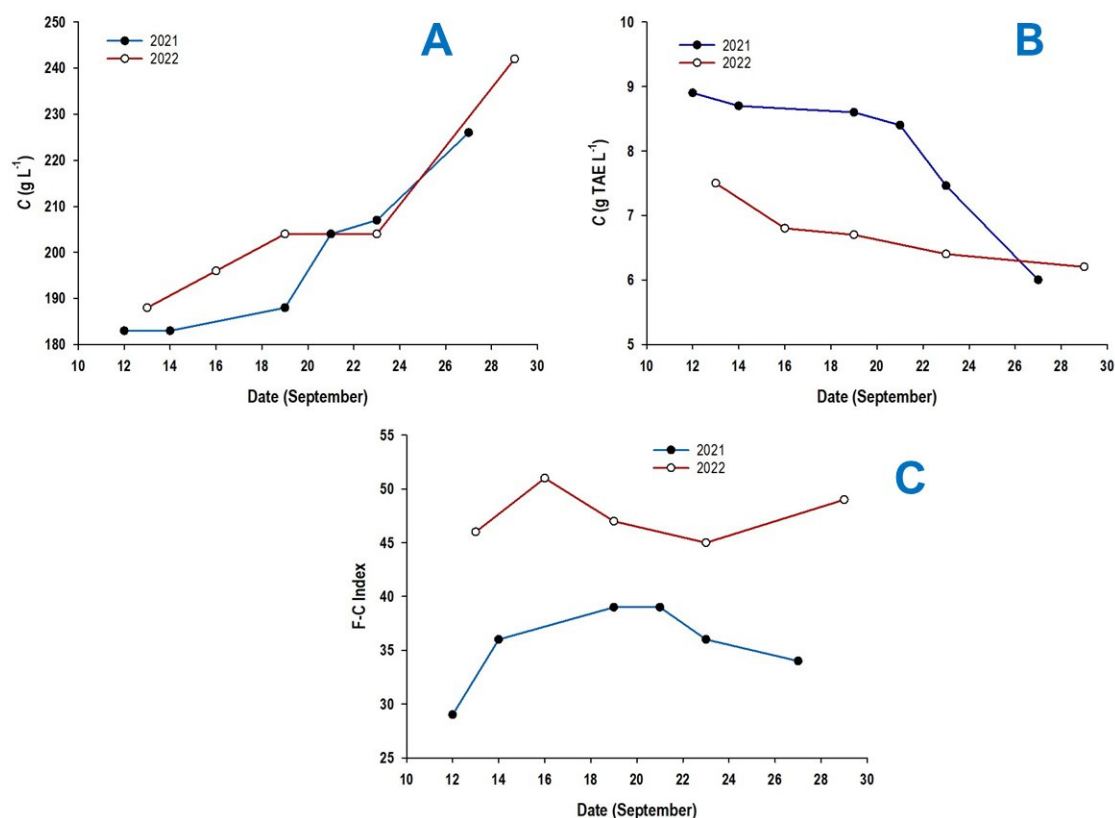 A
2021
2022
250
240
230
220
210
200
190
180
C (g L-1)
10 12 14 16 18 20 22 24 26 28 30
Date (September)
B
2021
2022
10
9
8
7
6
5
C (g TAE L-1)
10 12 14 16 18 20 22 24 26 28 30
Date (September)
C
2021
2022
55
50
45
40
35
30
25
F-C Index
10 12 14 16 18 20 22 24 26 28 30
Date (September)